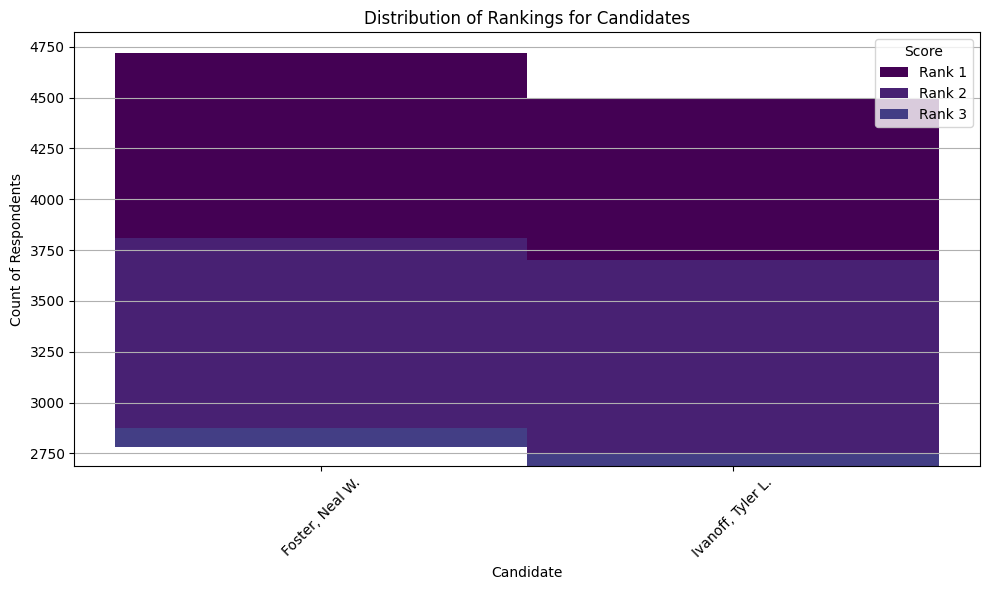 Distribution of Rankings for Candidates
Score
Rank 1
Rank 2
Rank 3
Count of Respondents
4750
4500
4250
4000
3750
3500
3250
3000
2750
Foster, Neal W.
Ivanoff, Tyler L.
Candidate